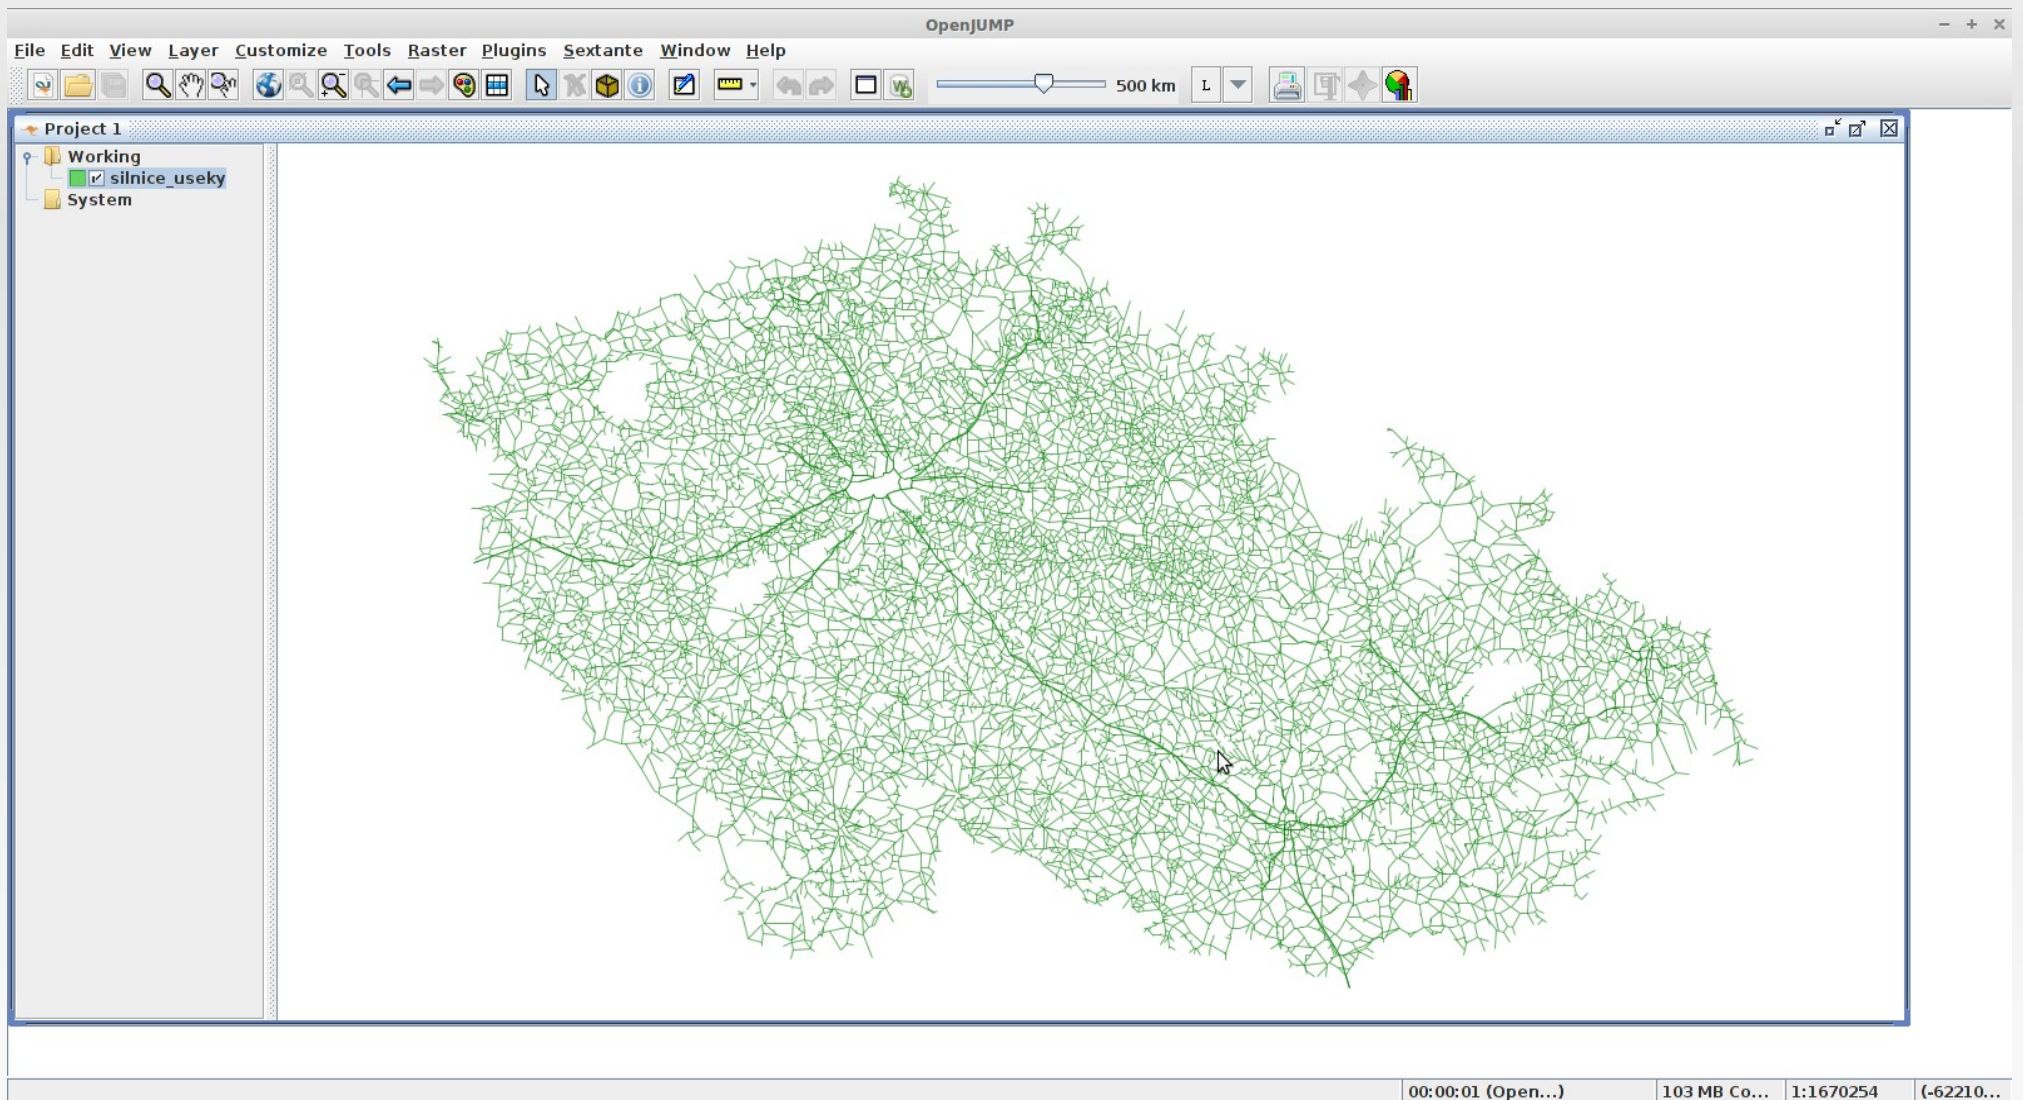 OpenJUMP
File Edit View Layer Customize Tools Raster Plugins Sextante Window Help
500 km L
Project 1
Working
silnice_useky
System
00:00:01 (Open...) 103 MB Co... 1:1670254 (-62210...